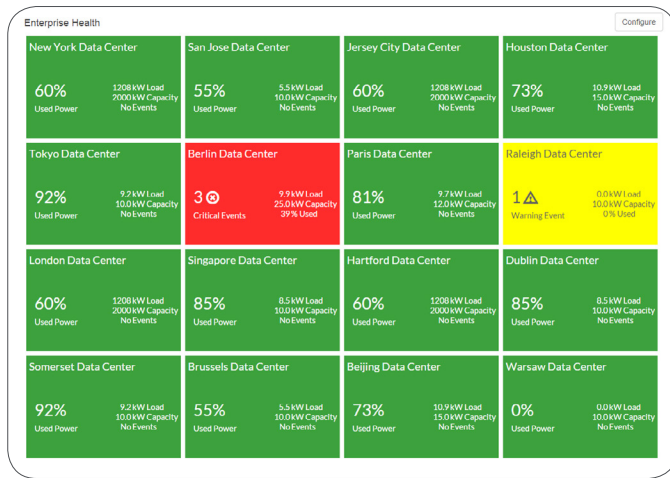 Enterprise Health
Configure
New York Data Center
60%
Used Power
1208 kW Load
2000 kW Capacity
No Events
San Jose Data Center
55%
Used Power
5.5 kW Load
10.0 kW Capacity
No Events
Jersey City Data Center
60%
Used Power
1208 kW Load
2000 kW Capacity
No Events
Houston Data Center
73%
Used Power
10.9 kW Load
15.0 kW Capacity
No Events
Tokyo Data Center
92%
Used Power
9.2 kW Load
10.0 kW Capacity
No Events
Berlin Data Center
3
Critical Events
9.9 kW Load
25.0 kW Capacity
39% Used
Paris Data Center
81%
Used Power
9.7 kW Load
12.0 kW Capacity
No Events
Raleigh Data Center
1
Warning Event
0.0 kW Load
10.0 kW Capacity
0% Used
London Data Center
60%
Used Power
1208 kW Load
2000 kW Capacity
No Events
Singapore Data Center
85%
Used Power
8.5 kW Load
10.0 kW Capacity
No Events
Hartford Data Center
60%
Used Power
1208 kW Load
2000 kW Capacity
No Events
Dublin Data Center
85%
Used Power
8.5 kW Load
10.0 kW Capacity
No Events
Somerset Data Center
92%
Used Power
9.2 kW Load
10.0 kW Capacity
No Events
Brussels Data Center
55%
Used Power
5.5 kW Load
10.0 kW Capacity
No Events
Beijing Data Center
73%
Used Power
10.9 kW Load
15.0 kW Capacity
No Events
Warsaw Data Center
0%
Used Power
0.0 kW Load
10.0 kW Capacity
No Events